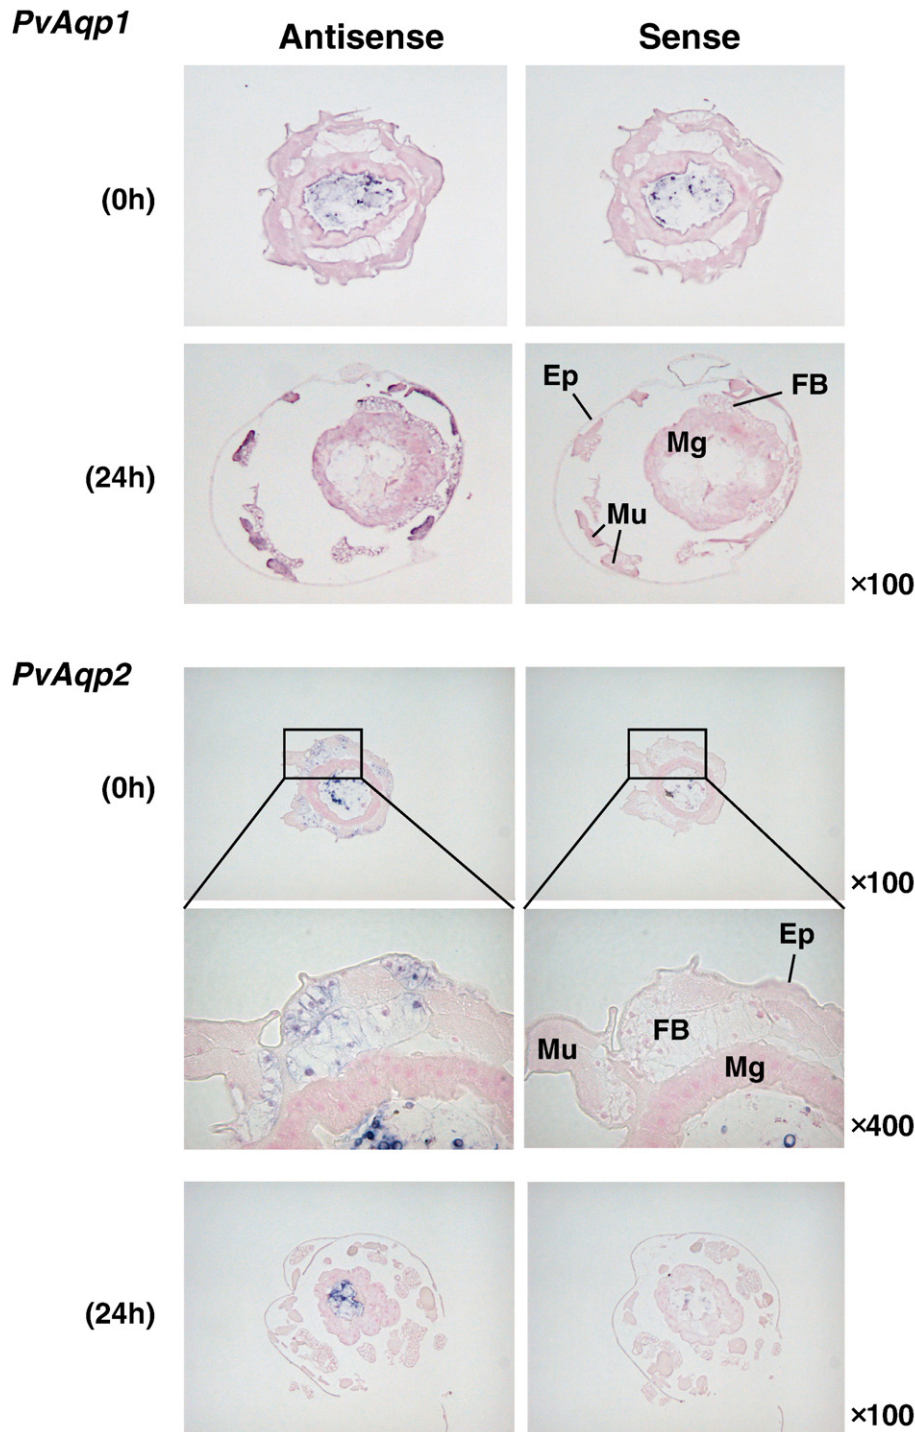 PvAqp1
Antisense Sense
(0h)
(24h)
Ep
FB
Mg
Mu
×100
PvAqp2
(0h)
×100
Ep
FB
Mu
Mg
×400
(24h)
×100